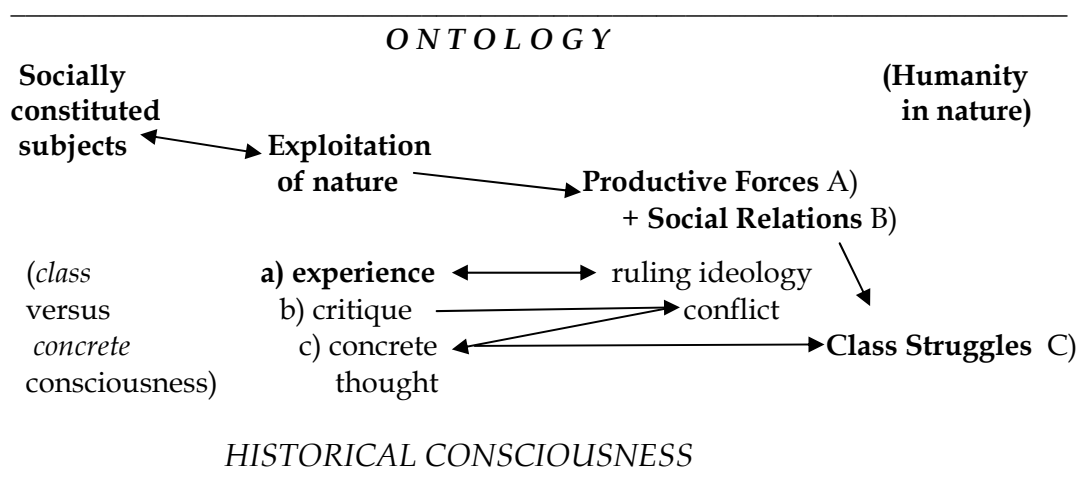 O N T O L O G Y
Socially (Humanity
constituted in nature)
subjects Exploitation
of nature Productive Forces A)
+ Social Relations B)
(class a) experience ruling ideology
versus b) critique conflict
concrete c) concrete Class Struggles C)
consciousness) thought
HISTORICAL CONSCIOUSNESS